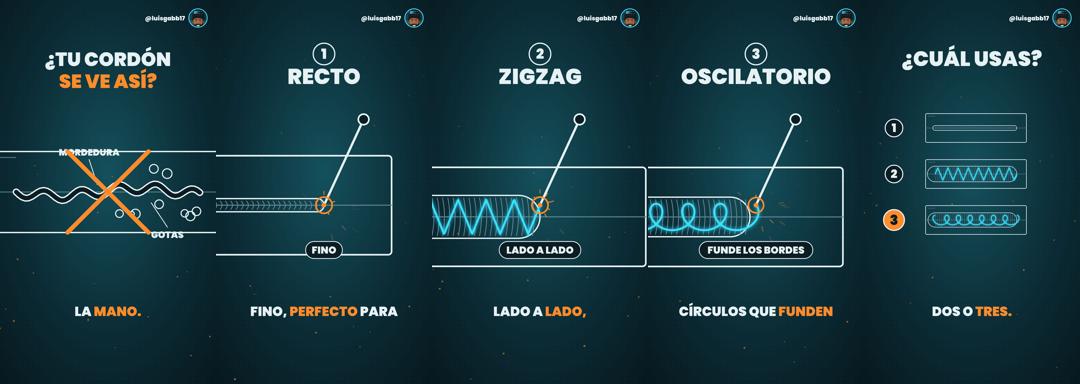 @luisgabb17
¿TU CORDÓN
SE VE ASÍ?
MORDEDURA
GOTAS
LA MANO.
@luisgabb17
1
RECTO
FINO
FINO, PERFECTO PARA
@luisgabb17
2
ZIGZAG
LADO A LADO
LADO A LADO,
@luisgabb17
3
OSCILATORIO
FUNDE LOS BORDES
CÍRCULOS QUE FUNDEN
@luisgabb17
¿CUÁL USAS?
1
2
3
DOS O TRES.